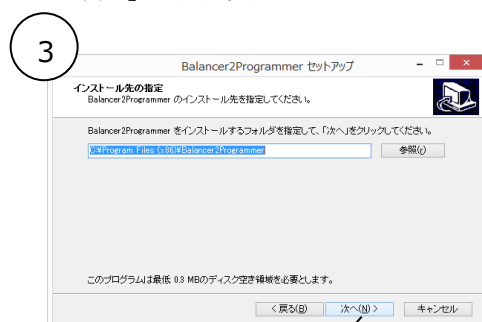 3
Balancer2Programmer セットアップ
インストール先の指定
Balancer2Programmer のインストール先を指定してください。
Balancer2Programmer をインストールするフォルダを指定して、「次へ」をクリックしてください。
C:¥Program Files (x86)¥Balancer2Programmer
参照(r)
このプログラムは最低 0.8 MBのディスク空き領域を必要とします。
< 戻る(B) 次へ(N) > キャンセル